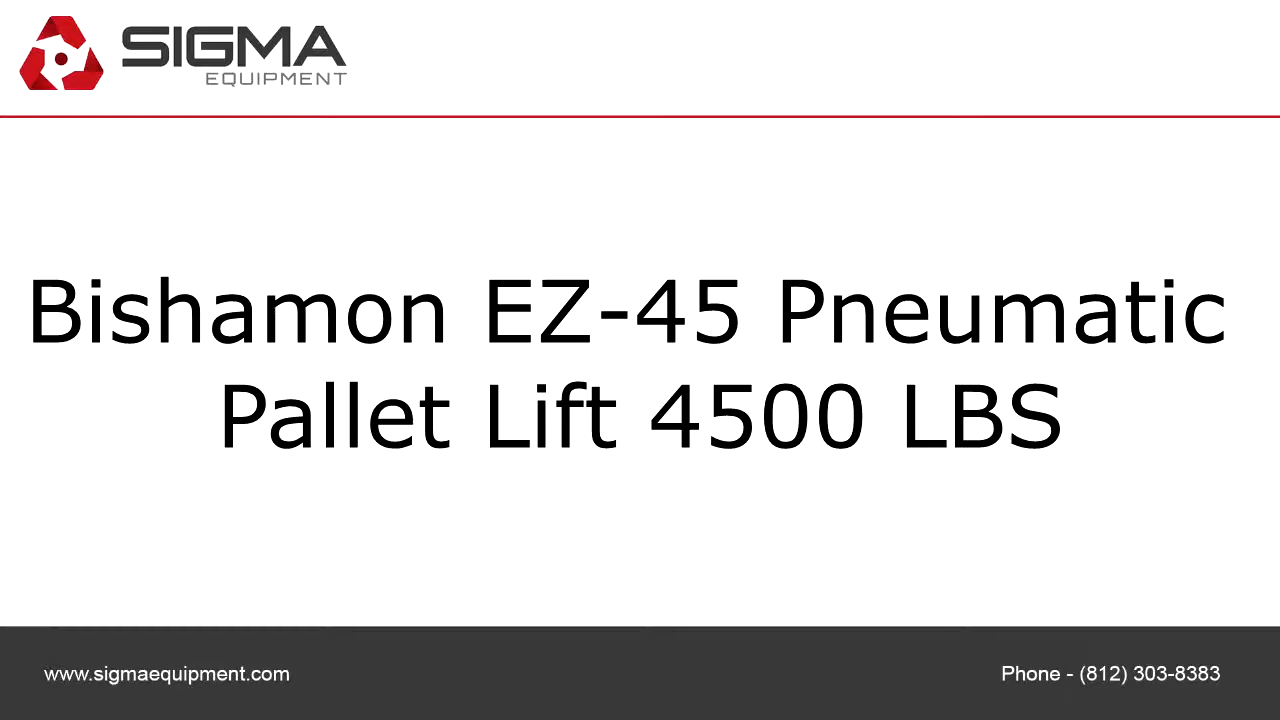 SIGMA
EQUIPMENT
Bishamon EZ-45 Pneumatic
Pallet Lift 4500 LBS
www.sigmaequipment.com
Phone - (812) 303-8383